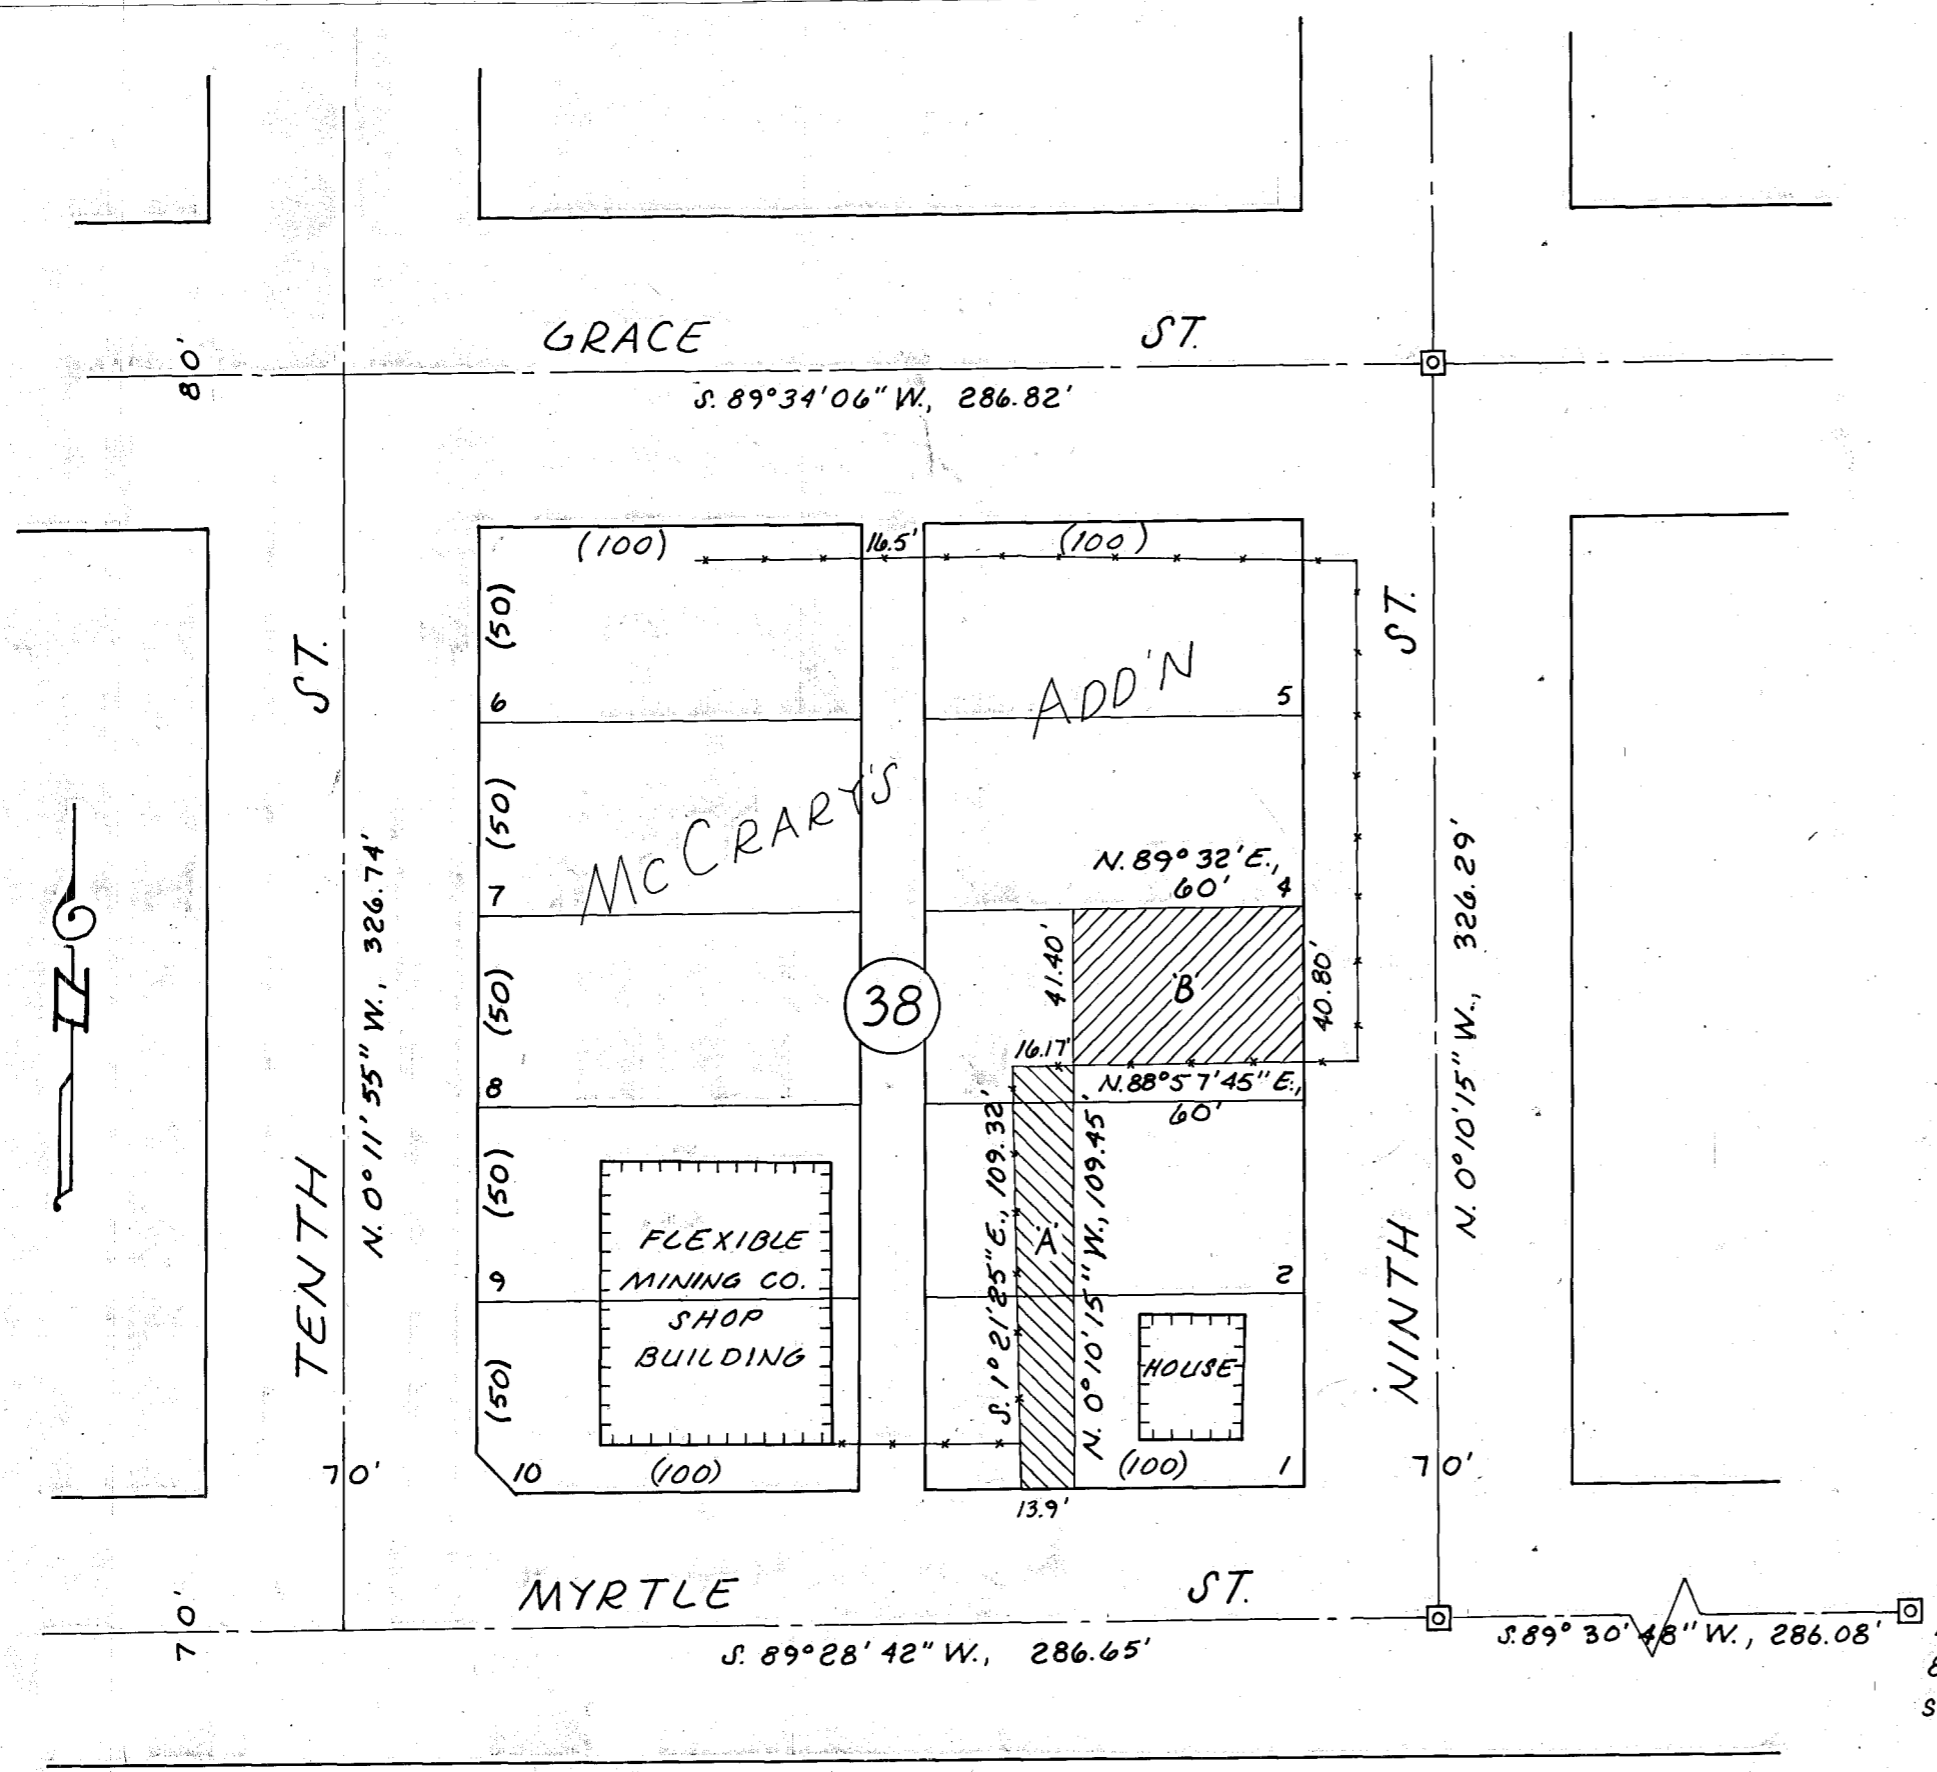 GRACE ST.
80'
S. 89°34'06" W., 286.82'
(100) 16.5' (100)
(50)
ST.
ST.
6
5
ADD'N
McCRARY'S
(50)
7
N. 89° 32' E.,
60' 4
N. 0° 11' 55" W., 326.74'
N. 0° 10' 15" W., 326.29'
N
41.40'
'B'
40.80'
38
(50)
8
16.17'
N. 88° 57' 45" E.,
60'
S. 1° 21' 25" E., 109.32'
'A'
N. 0° 10' 15" W., 109.45'
(50)
TENTH
NINTH
FLEXIBLE
MINING CO.
SHOP
BUILDING
9
2
HOUSE
(50)
70'
10
(100)
(100)
1
70'
13.9'
MYRTLE ST.
70'
S. 89°28' 42" W., 286.65'
S. 89° 30' 48" W., 286.08'
8
S